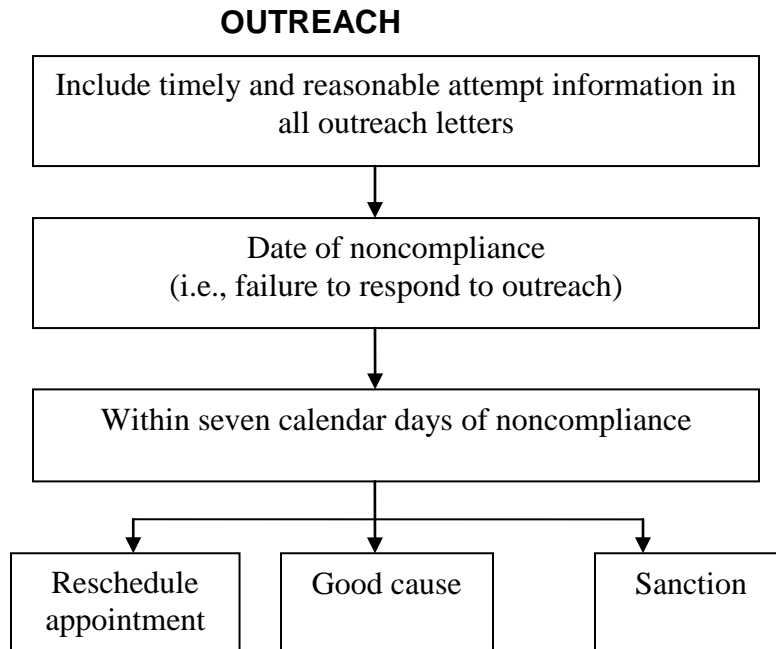 OUTREACH
Include timely and reasonable attempt information in
all outreach letters
Date of noncompliance
(i.e., failure to respond to outreach)
Within seven calendar days of noncompliance
Reschedule
appointment
Good cause
Sanction